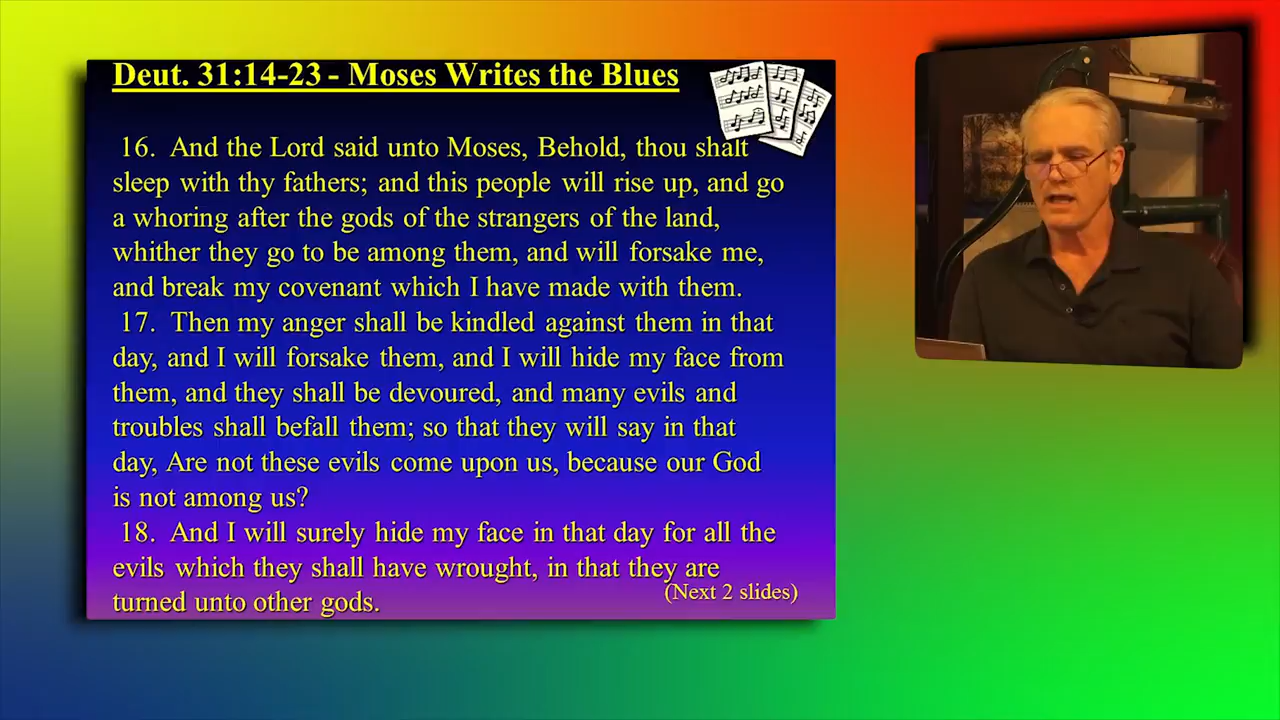 Deut. 31:14-23 - Moses Writes the Blues
16. And the Lord said unto Moses, Behold, thou shalt
sleep with thy fathers; and this people will rise up, and go
a whoring after the gods of the strangers of the land,
whither they go to be among them, and will forsake me,
and break my covenant which I have made with them.
17. Then my anger shall be kindled against them in that
day, and I will forsake them, and I will hide my face from
them, and they shall be devoured, and many evils and
troubles shall befall them; so that they will say in that
day, Are not these evils come upon us, because our God
is not among us?
18. And I will surely hide my face in that day for all the
evils which they shall have wrought, in that they are
turned unto other gods.
(Next 2 slides)